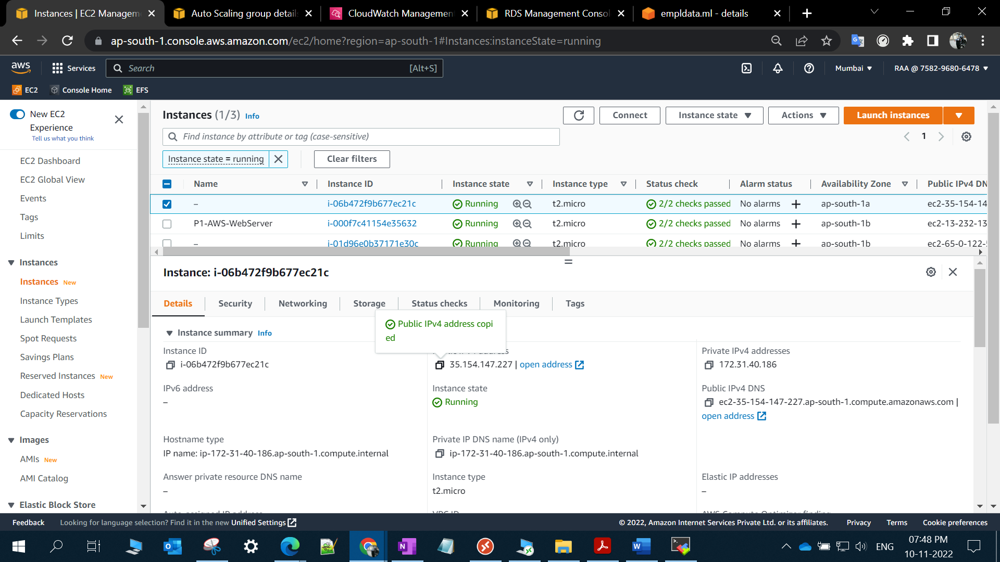 Instances | EC2 Managem
Auto Scaling group details
CloudWatch Management
RDS Management Consol
empldata.ml - details
ap-south-1.console.aws.amazon.com/ec2/home?region=ap-south-1#Instances:instanceState=running
aws
Services
Search
[Alt+S]
Mumbai
RAA @ 7582-9680-6478
EC2
Console Home
EFS
New EC2
Experience
Tell us what you think
EC2 Dashboard
EC2 Global View
Events
Tags
Limits
Instances
Instances New
Instance Types
Launch Templates
Spot Requests
Savings Plans
Reserved Instances New
Dedicated Hosts
Capacity Reservations
Images
AMIs New
AMI Catalog
Elastic Block Store
Instances (1/3) Info
Connect
Instance state
Actions
Launch instances
Find instance by attribute or tag (case-sensitive)
1
Instance state = running
Clear filters
Name Instance ID Instance state Instance type Status check Alarm status Availability Zone Public IPv4 DN
– i-06b472f9b677ec21c Running t2.micro 2/2 checks passed No alarms + ap-south-1a ec2-35-154-14
P1-AWS-WebServer i-000f7c41154e35632 Running t2.micro 2/2 checks passed No alarms + ap-south-1b ec2-13-232-13
– i-01d96e0b37171e30c Running t2.micro 2/2 checks passed No alarms + ap-south-1b ec2-65-0-122-
Instance: i-06b472f9b677ec21c
Details
Security
Networking
Storage
Status checks
Monitoring
Tags
Public IPv4 address copi
ed
Instance summary Info
Instance ID
i-06b472f9b677ec21c
35.154.147.227 | open address
Private IPv4 addresses
172.31.40.186
IPv6 address
–
Instance state
Running
Public IPv4 DNS
ec2-35-154-147-227.ap-south-1.compute.amazonaws.com |
open address
Hostname type
IP name: ip-172-31-40-186.ap-south-1.compute.internal
Private IP DNS name (IPv4 only)
ip-172-31-40-186.ap-south-1.compute.internal
Answer private resource DNS name
–
Instance type
t2.micro
Elastic IP addresses
–
Feedback
Looking for language selection? Find it in the new Unified Settings
© 2022, Amazon Internet Services Private Ltd. or its affiliates.
Privacy
Terms
Cookie preferences
ENG
07:48 PM
10-11-2022